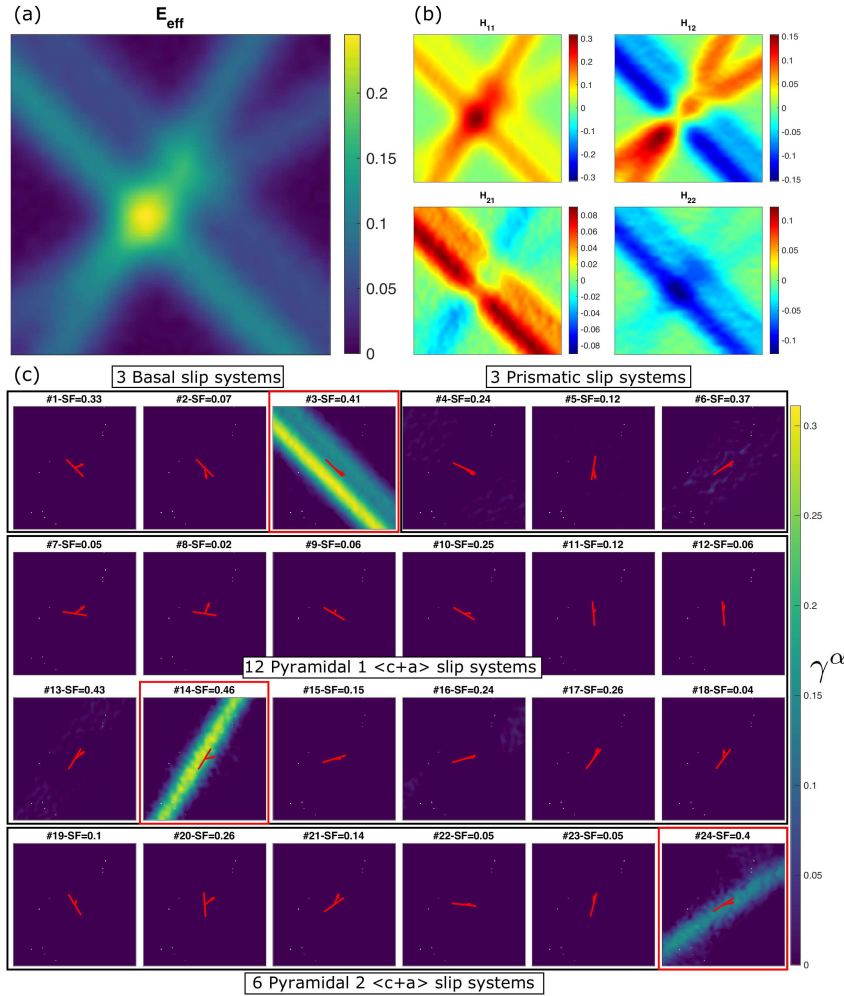 (a)
E_eff
0.2
0.15
0.1
0.05
0
(b)
H_11
0.3
0.2
0.1
0
-0.1
-0.2
-0.3
H_12
0.15
0.1
0.05
0
-0.05
-0.1
-0.15
H_21
0.08
0.06
0.04
0.02
0
-0.02
-0.04
-0.06
-0.08
H_22
0.1
0.05
0
-0.05
-0.1
(c)
3 Basal slip systems
3 Prismatic slip systems
#1-SF=0.33
#2-SF=0.07
#3-SF=0.41
#4-SF=0.24
#5-SF=0.12
#6-SF=0.37
#7-SF=0.05
#8-SF=0.02
#9-SF=0.06
#10-SF=0.25
#11-SF=0.12
#12-SF=0.06
12 Pyramidal 1 <c+a> slip systems
#13-SF=0.43
#14-SF=0.46
#15-SF=0.15
#16-SF=0.24
#17-SF=0.26
#18-SF=0.04
#19-SF=0.1
#20-SF=0.26
#21-SF=0.14
#22-SF=0.05
#23-SF=0.05
#24-SF=0.4
6 Pyramidal 2 <c+a> slip systems
0.3
0.25
0.2
0.15
0.1
0.05
0
γ^α